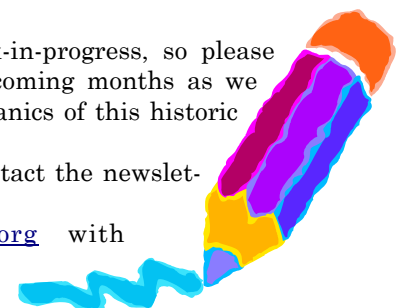 -in-progress, so please
coming months as we
anics of this historic
tact the newslet-
org with